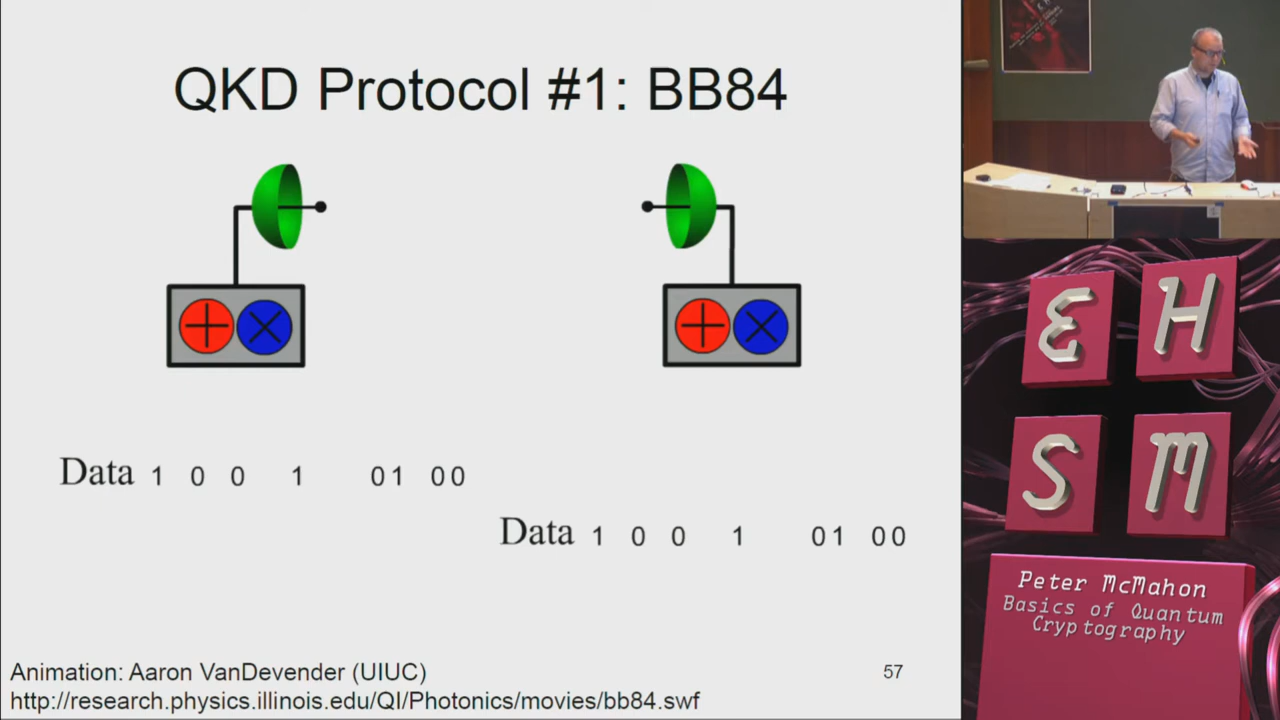 QKD Protocol #1: BB84
Data 1 0 0 1 01 00
Data 1 0 0 1 01 00
Animation: Aaron VanDevender (UIUC)
57
http://research.physics.illinois.edu/QI/Photonics/movies/bb84.swf
E H
S M
Peter McMahon
Basics of Quantum
Cryptography